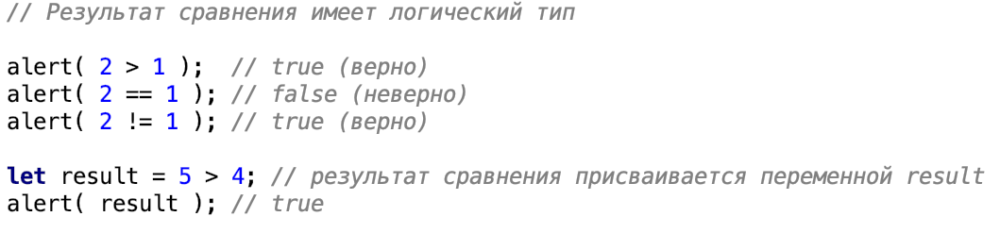 // Результат сравнения имеет логический тип
alert( 2 > 1 );  // true (верно)
alert( 2 == 1 ); // false (неверно)
alert( 2 != 1 ); // true (верно)
let result = 5 > 4; // результат сравнения присваивается переменной result
alert( result ); // true